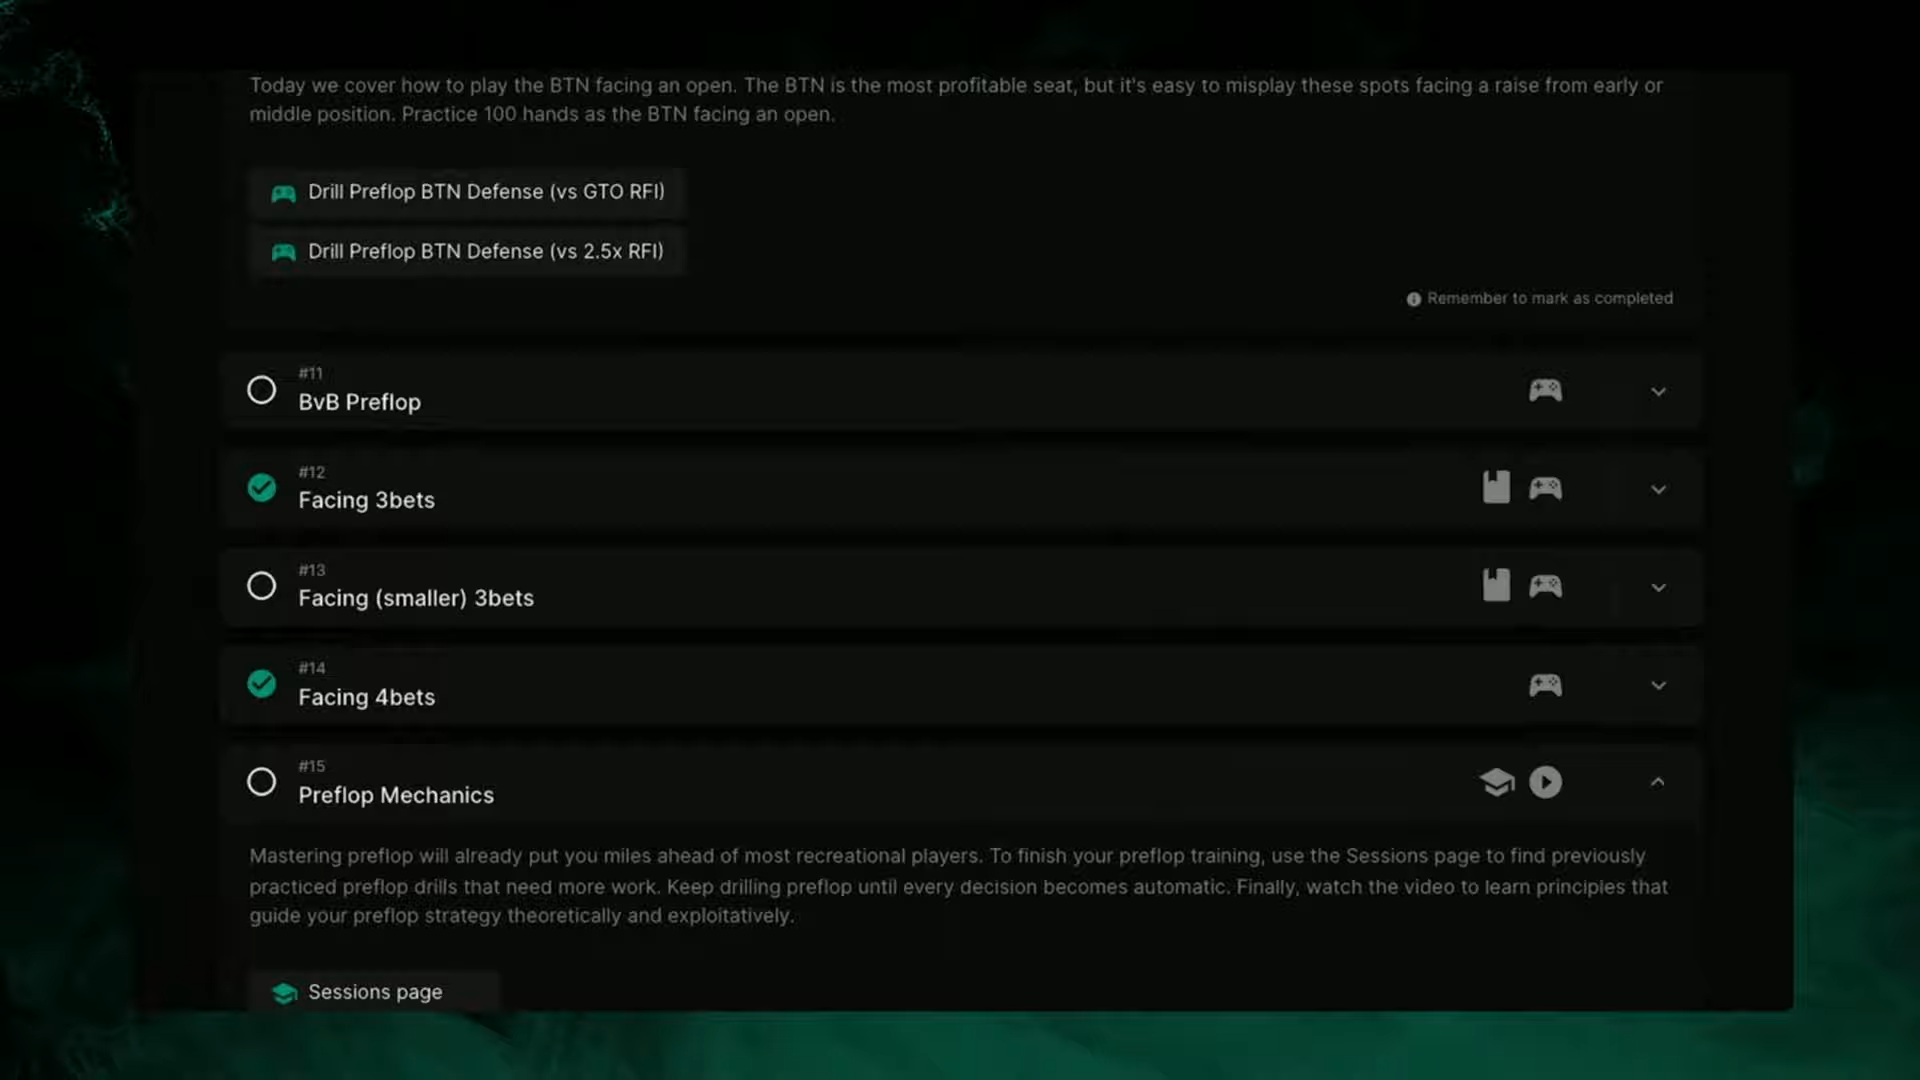 Today we cover how to play the BTN facing an open. The BTN is the most profitable seat, but it's easy to misplay these spots facing a raise from early or
middle position. Practice 100 hands as the BTN facing an open.
Drill Preflop BTN Defense (vs GTO RFI)
Drill Preflop BTN Defense (vs 2.5x RFI)
Remember to mark as completed
#11
BvB Preflop
#12
Facing 3bets
#13
Facing (smaller) 3bets
#14
Facing 4bets
#15
Preflop Mechanics
Mastering preflop will already put you miles ahead of most recreational players. To finish your preflop training, use the Sessions page to find previously
practiced preflop drills that need more work. Keep drilling preflop until every decision becomes automatic. Finally, watch the video to learn principles that
guide your preflop strategy theoretically and exploitatively.
Sessions page